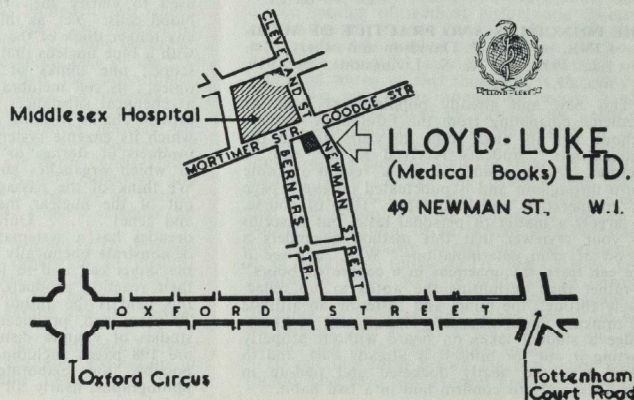 CLEVELAND ST.
Middlesex Hospital
GOODGE STR
MORTIMER STR.
LLOYD-LUKE
(Medical Books) LTD.
49 NEWMAN ST., W.I.
BERNERS STR.
NEWMAN STREET
OXFORD STREET
Oxford Circus
Tottenham
Court Road